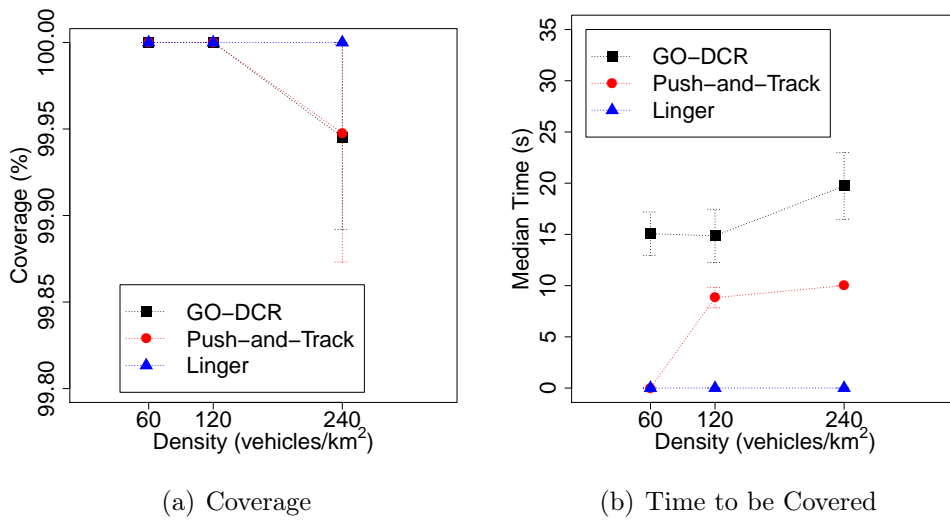 100.00
99.95
99.90
99.85
99.80
Coverage (%)
GO−DCR
Push−and−Track
Linger
60
120
240
Density (vehicles/km²)
(a) Coverage
35
30
25
20
15
10
5
0
Median Time (s)
GO−DCR
Push−and−Track
Linger
60
120
240
Density (vehicles/km²)
(b) Time to be Covered